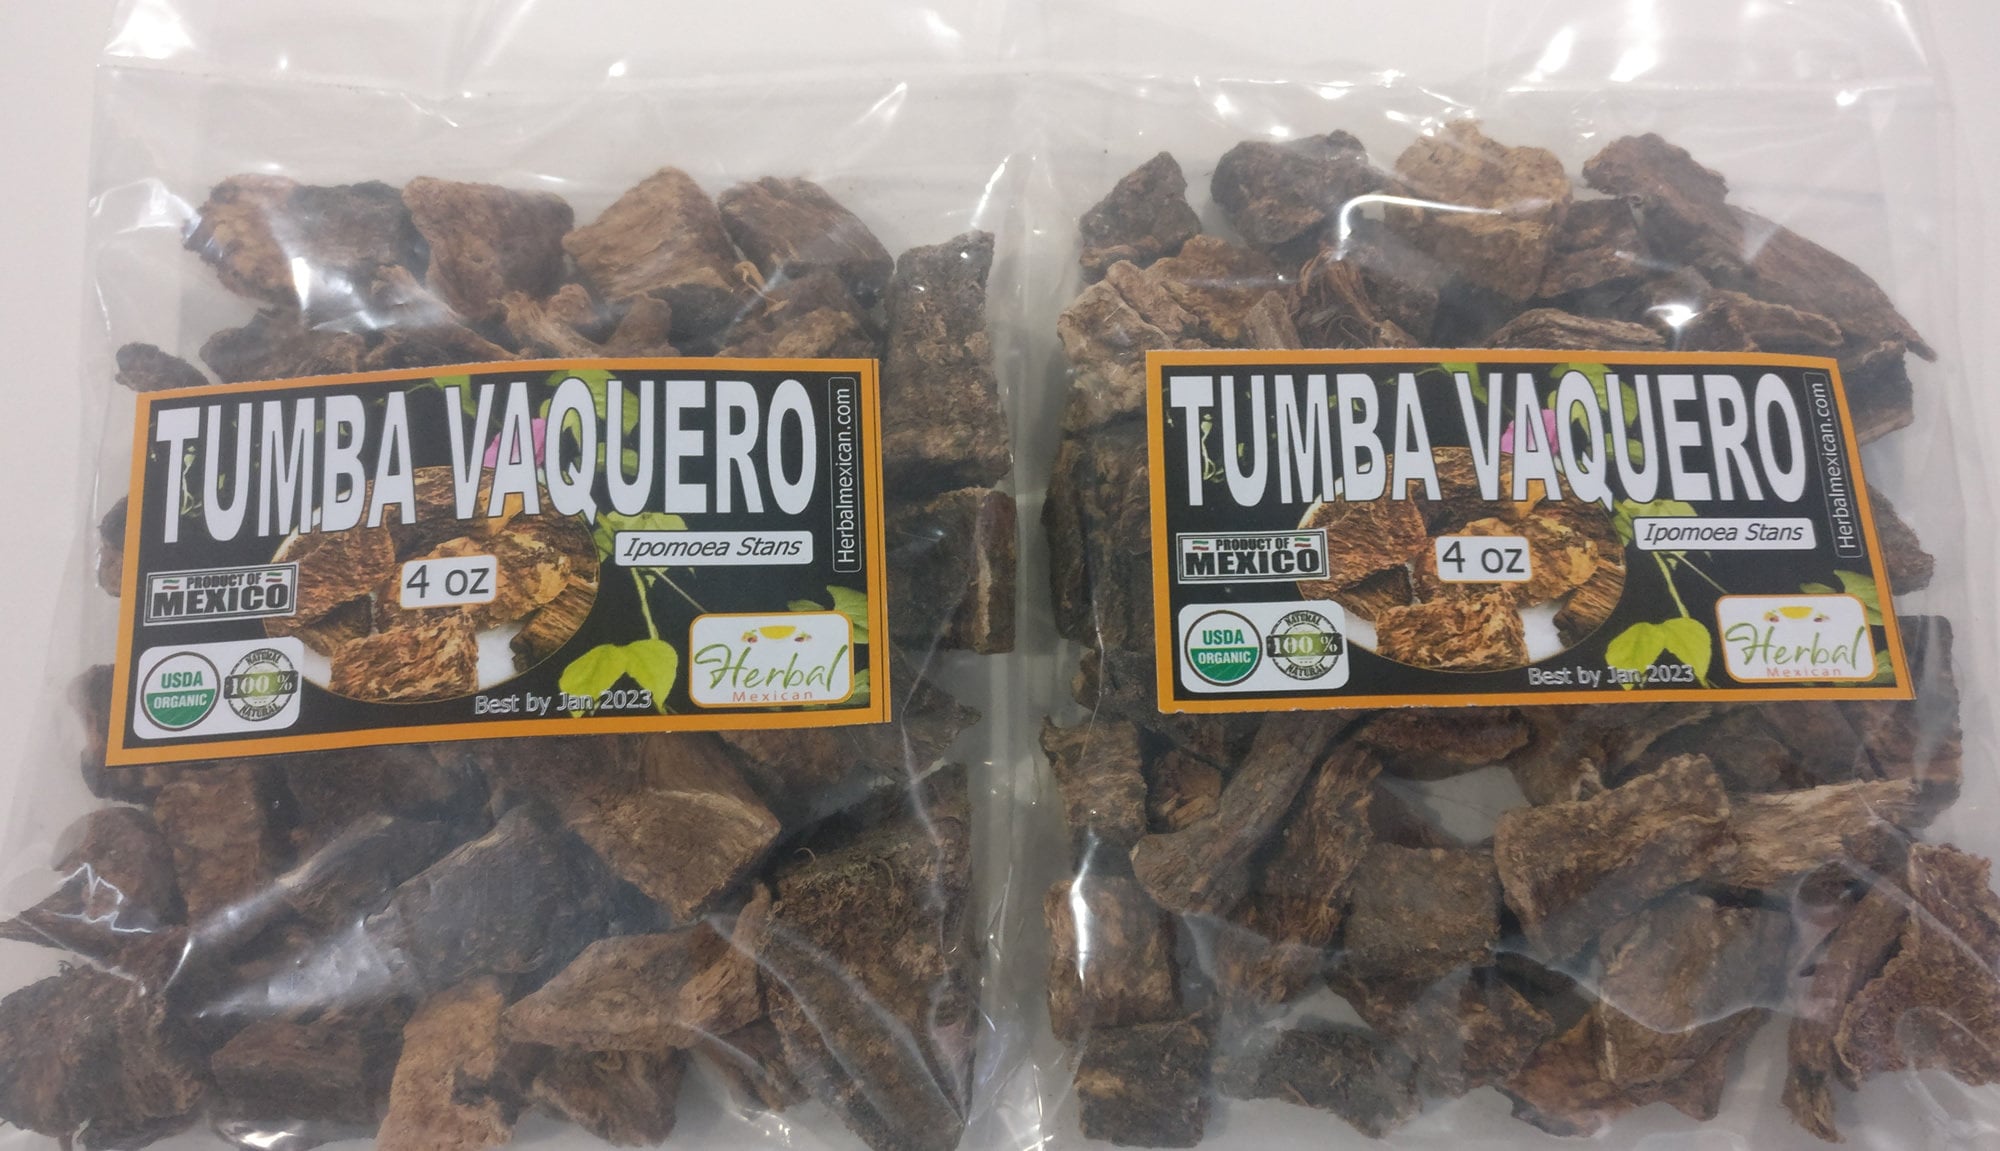 TUMBA VAQUERO
Herbalmexican.com
Ipomoea Stans
PRODUCT OF
MEXICO
4 oz
USDA
ORGANIC
NATURAL
100 %
NATURAL
Best by Jan 2023
Herbal
Mexican
TUMBA VAQUERO
Herbalmexican.com
Ipomoea Stans
PRODUCT OF
MEXICO
4 oz
USDA
ORGANIC
NATURAL
100 %
NATURAL
Best by Jan 2023
Herbal
Mexican